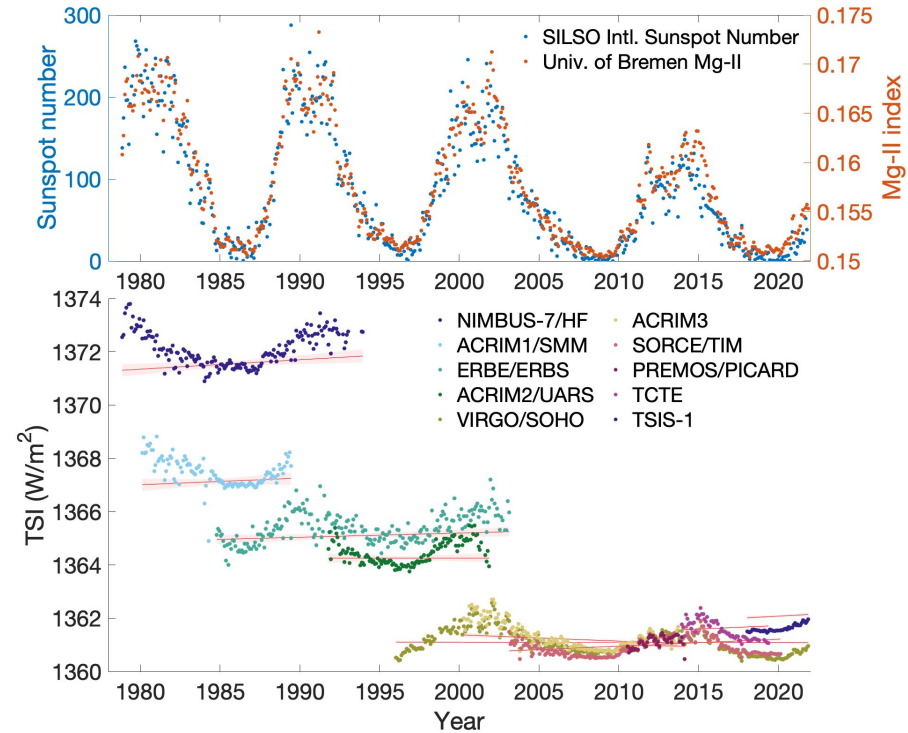 300
200
100
0
Sunspot number
SILSO Intl. Sunspot Number
Univ. of Bremen Mg-II
0.175
0.17
0.165
0.16
0.155
0.15
Mg-II index
1980 1985 1990 1995 2000 2005 2010 2015 2020
1374
1372
1370
1368
1366
1364
1362
1360
TSI (W/m²)
NIMBUS-7/HF
ACRIM1/SMM
ERBE/ERBS
ACRIM2/UARS
VIRGO/SOHO
ACRIM3
SORCE/TIM
PREMOS/PICARD
TCTE
TSIS-1
1980 1985 1990 1995 2000 2005 2010 2015 2020
Year